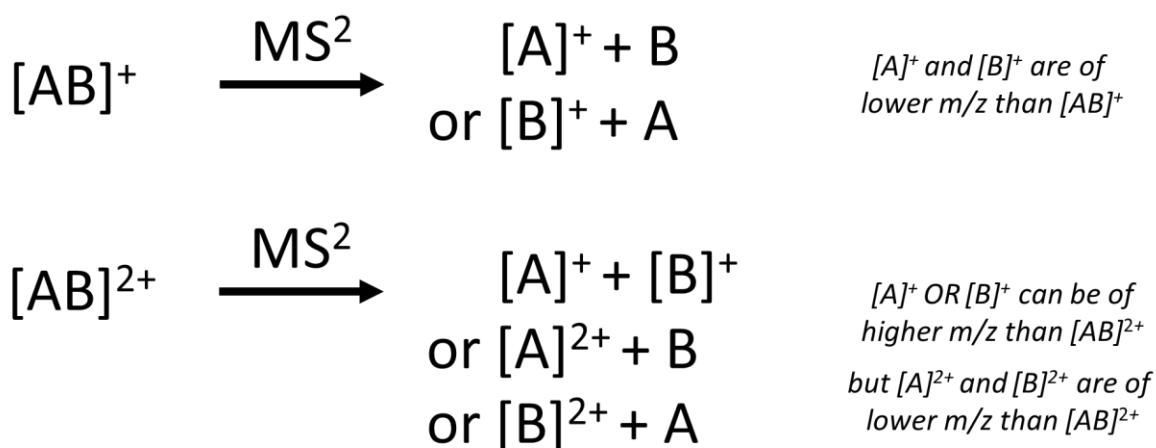 [AB]⁺
MS²
[A]⁺ + B
or [B]⁺ + A
[A]⁺ and [B]⁺ are of
lower m/z than [AB]⁺
[AB]²⁺
MS²
[A]⁺ + [B]⁺
or [A]²⁺ + B
or [B]²⁺ + A
[A]⁺ OR [B]⁺ can be of
higher m/z than [AB]²⁺
but [A]²⁺ and [B]²⁺ are of
lower m/z than [AB]²⁺